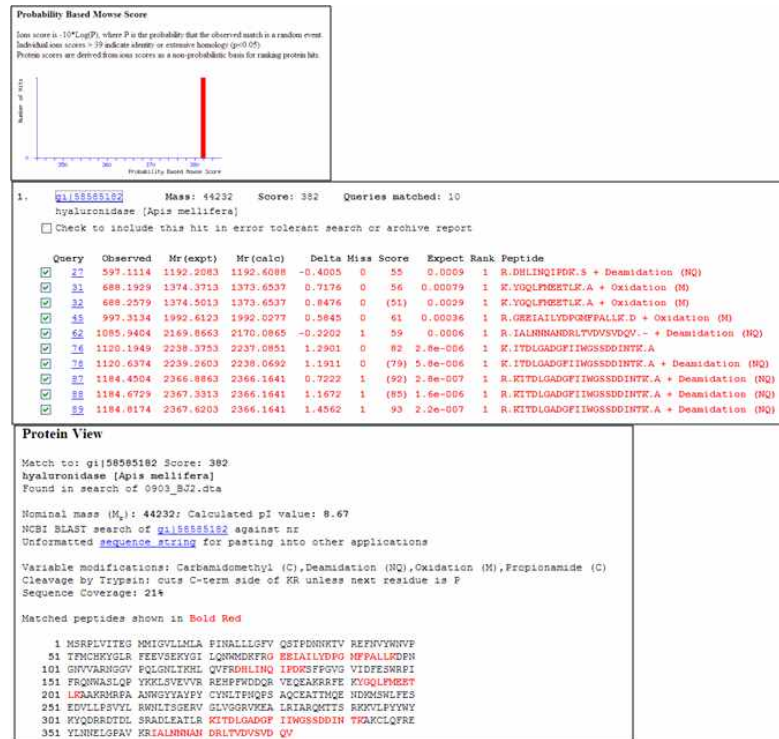 Probability Based Mowse Score
Ions score is -10*Log(P), where P is the probability that the observed match is a random event.
Individual ions scores > 39 indicate identity or extensive homology (p<0.05).
Protein scores are derived from ions scores as a non-probabilistic basis for ranking protein hits.
Number of Hits
0
350 360 370 380
Probability Based Mowse Score
1. gi|58585182 Mass: 44232 Score: 382 Queries matched: 10
hyaluronidase [Apis mellifera]
Check to include this hit in error tolerant search or archive report
Query Observed Mr(expt) Mr(calc) Delta Miss Score Expect Rank Peptide
27 597.1114 1192.2083 1192.6088 -0.4005 0 55 0.0009 1 R.DHLINQIPDK.S + Deamidation (NQ)
31 688.1929 1374.3713 1373.6537 0.7176 0 56 0.00079 1 K.YGQLFMEETLK.A + Oxidation (M)
32 688.2579 1374.5013 1373.6537 0.8476 0 (51) 0.0029 1 K.YGQLFMEETLK.A + Oxidation (M)
45 997.3134 1992.6123 1992.0277 0.5845 0 61 0.00036 1 R.GEEIAILYDPGMFPALLK.D + Oxidation (M)
62 1085.9404 2169.8663 2170.0865 -0.2202 1 59 0.0006 1 R.IALNNNANDRLTVDVSVDQV.- + Deamidation (NQ)
76 1120.1949 2238.3753 2237.0851 1.2901 0 82 2.8e-006 1 K.ITDLGADGFIIWGSSDDINTK.A
78 1120.6374 2239.2603 2238.0692 1.1911 0 (79) 5.8e-006 1 K.ITDLGADGFIIWGSSDDINTK.A + Deamidation (NQ)
87 1184.4504 2366.8863 2366.1641 0.7222 1 (92) 2.8e-007 1 R.KITDLGADGFIIWGSSDDINTK.A + Deamidation (NQ)
88 1184.6729 2367.3313 2366.1641 1.1672 1 (85) 1.6e-006 1 R.KITDLGADGFIIWGSSDDINTK.A + Deamidation (NQ)
89 1184.8174 2367.6203 2366.1641 1.4562 1 93 2.2e-007 1 R.KITDLGADGFIIWGSSDDINTK.A + Deamidation (NQ)
Protein View
Match to: gi|58585182 Score: 382
hyaluronidase [Apis mellifera]
Found in search of 0903_BJ2.dta
Nominal mass (Mr): 44232; Calculated pI value: 8.67
NCBI BLAST search of gi|58585182 against nr
Unformatted sequence string for pasting into other applications
Variable modifications: Carbamidomethyl (C),Deamidation (NQ),Oxidation (M),Propionamide (C)
Cleavage by Trypsin: cuts C-term side of KR unless next residue is P
Sequence Coverage: 21%
Matched peptides shown in Bold Red
1 MSRPLVITEG MMIGVLLMLA PINALLLGFV QSTPDNNKTV REFNVYWNVP
51 TFMCHKYGLR FEEVSEKYGI LQNWMDKFRG EEIAILYDPG MFPALLKDPN
101 GNVVARNGGV PQLGNLTKHL QVFRDHLINQ IPDKSFPGVG VIDFESWRPI
151 FRQNWASLQP YKKLSVEVVR REHPFWDDQR VEQEAKRRFE KYGQLFMEET
201 LKAAKRMRPA ANWGYYAYPY CYNLTPNQPS AQCEATTMQE NDKMSWLFES
251 EDVLLPSVYL RWNLTSGERV GLVGGRVKEA LRIARQMTTS RKKVLPYYWY
301 KYQDRRDTDL SRADLEATLR KITDLGADGF IIWGSSDDIN TKAKCLQFRE
351 YLNNELGPAV KRIALNNNAN DRLTVDVSVD QV